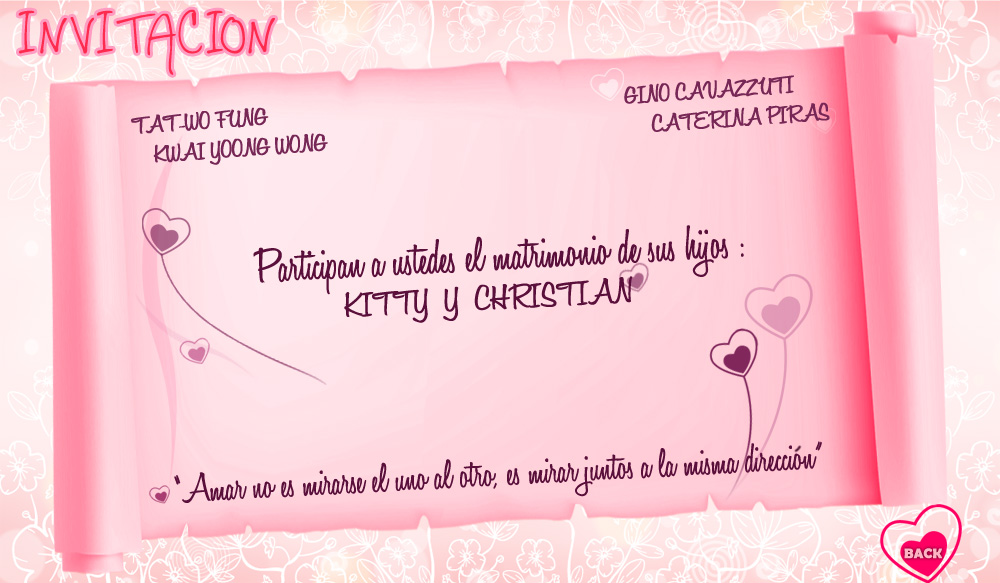 INVITACION
TAT-WO FUNG
KWAI YOONG WONG
GINO CAVAZZUTI
CATERINA PIRAS
Participan a ustedes el matrimonio de sus hijos :
KITTY Y CHRISTIAN
"Amar no es mirarse el uno al otro, es mirar juntos a la misma dirección"
BACK